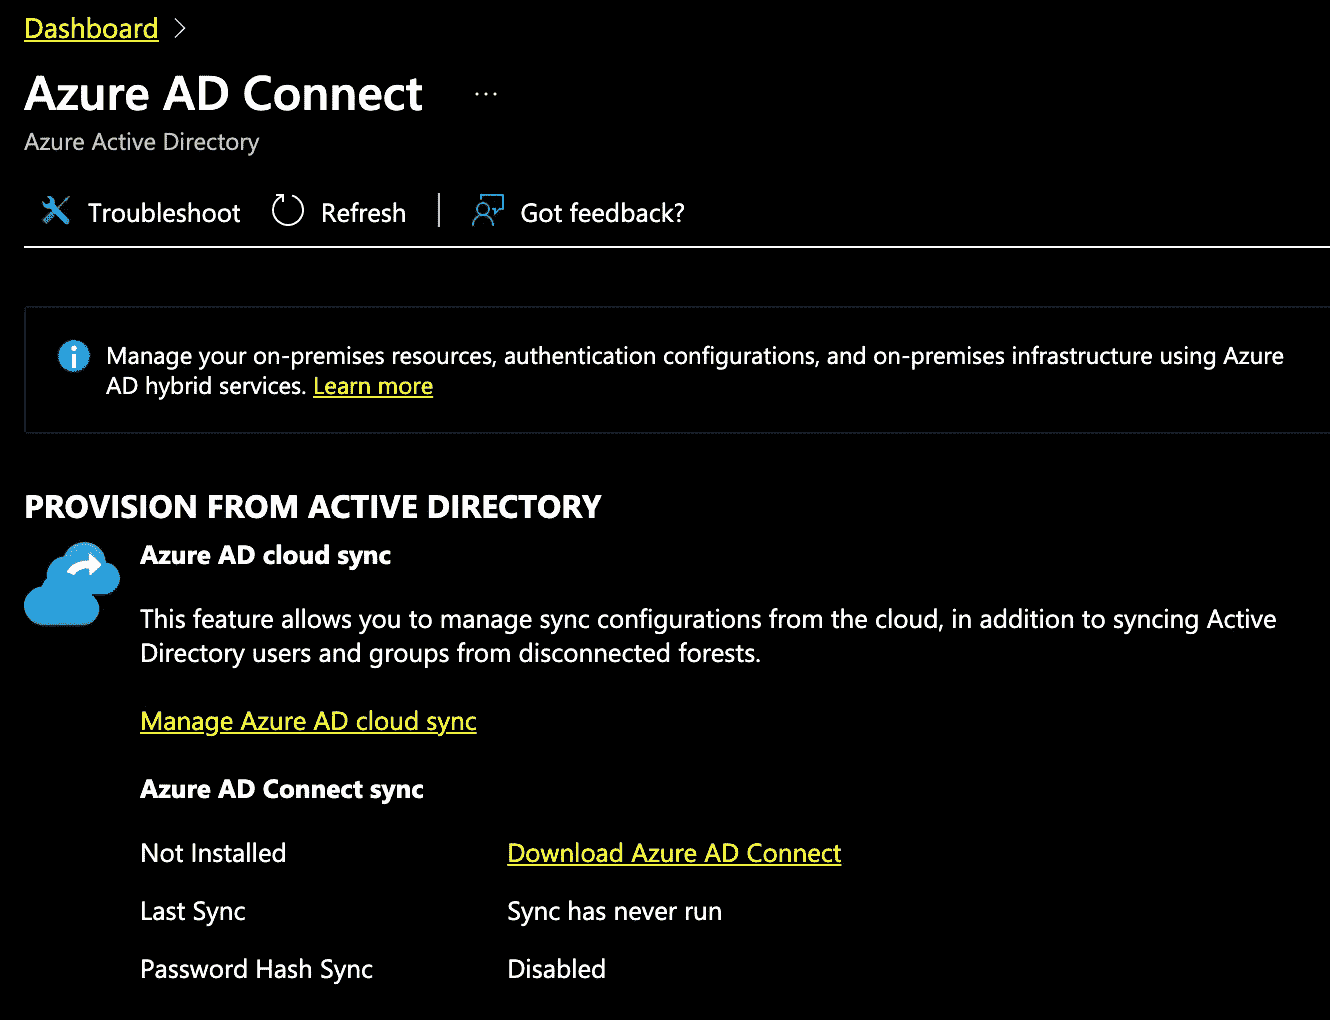 Dashboard >
Azure AD Connect ...
Azure Active Directory
Troubleshoot Refresh | Got feedback?
Manage your on-premises resources, authentication configurations, and on-premises infrastructure using Azure
AD hybrid services. Learn more
PROVISION FROM ACTIVE DIRECTORY
Azure AD cloud sync
This feature allows you to manage sync configurations from the cloud, in addition to syncing Active
Directory users and groups from disconnected forests.
Manage Azure AD cloud sync
Azure AD Connect sync
Not Installed Download Azure AD Connect
Last Sync Sync has never run
Password Hash Sync Disabled